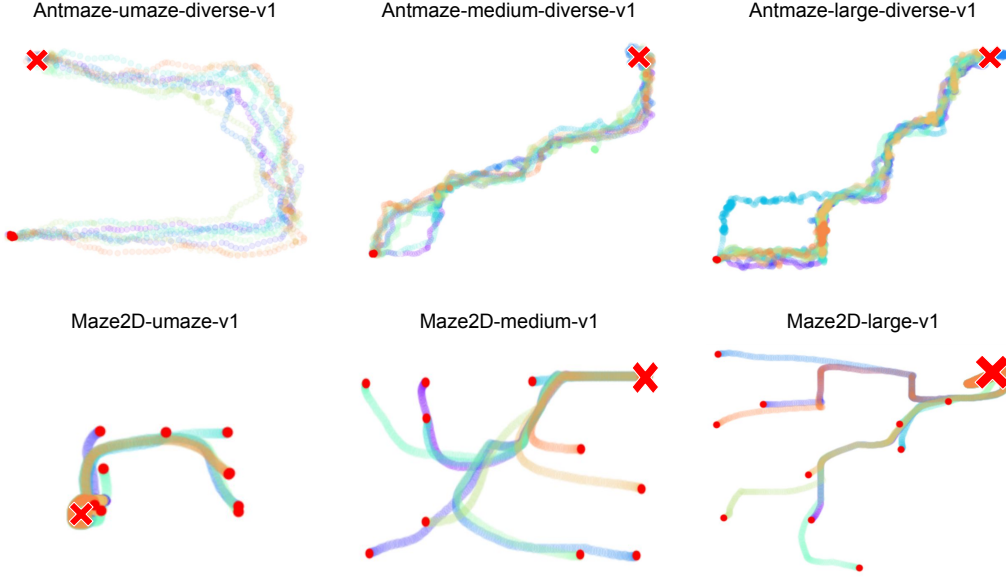 Antmaze-umaze-diverse-v1
Antmaze-medium-diverse-v1
Antmaze-large-diverse-v1
Maze2D-umaze-v1
Maze2D-medium-v1
Maze2D-large-v1